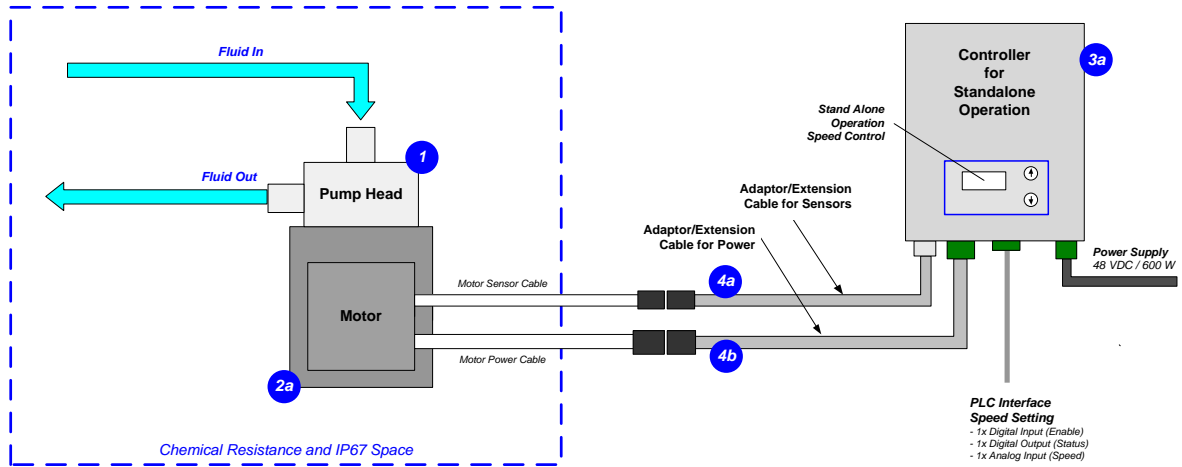 Fluid In
Fluid Out
1
Pump Head
Motor
2a
Motor Sensor Cable
Motor Power Cable
Chemical Resistance and IP67 Space
4a
4b
Adaptor/Extension
Cable for Sensors
Adaptor/Extension
Cable for Power
Stand Alone
Operation
Speed Control
Controller
for
Standalone
Operation
3a
Power Supply
48 VDC / 600 W
PLC Interface
Speed Setting
- 1x Digital Input (Enable)
- 1x Digital Output (Status)
- 1x Analog Input (Speed)